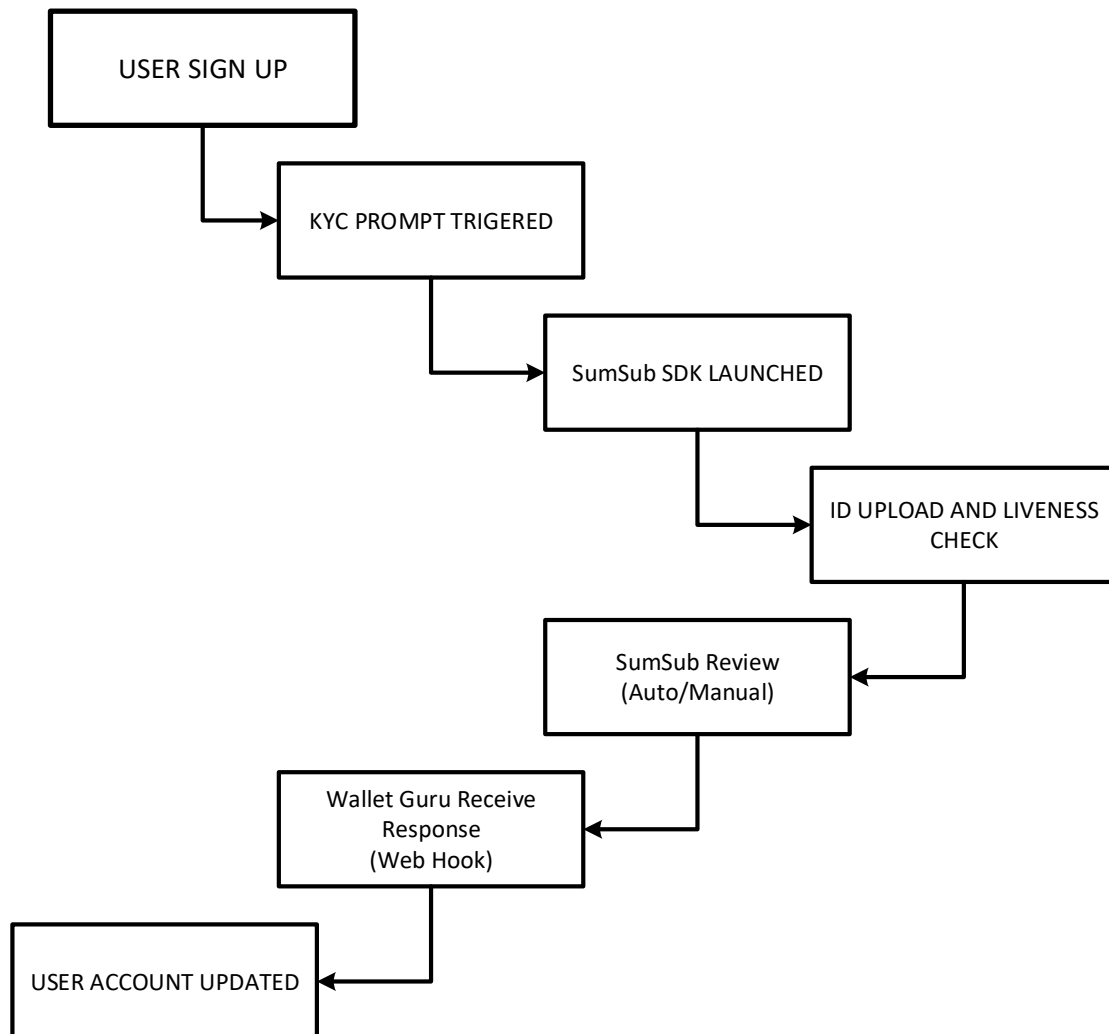 USER SIGN UP
KYC PROMPT TRIGERED
SumSub SDK LAUNCHED
ID UPLOAD AND LIVENESS
CHECK
SumSub Review
(Auto/Manual)
Wallet Guru Receive
Response
(Web Hook)
USER ACCOUNT UPDATED